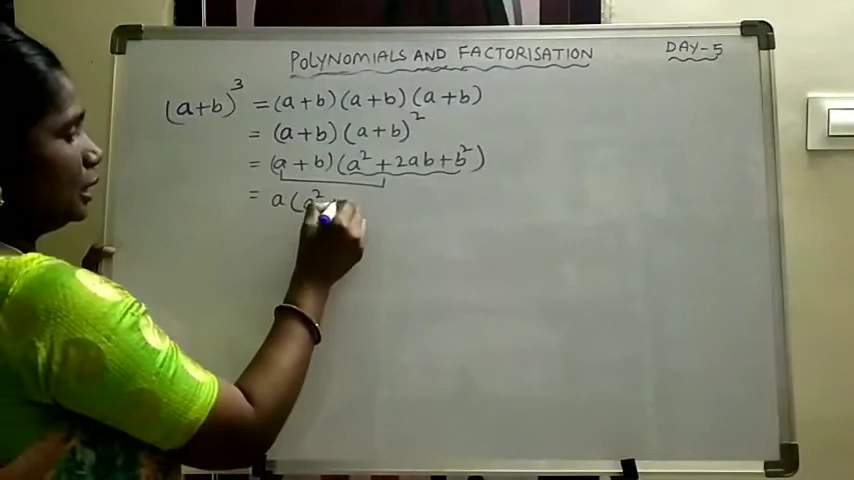 POLYNOMIALS AND FACTORISATION DAY-5
(a+b)³ = (a+b)(a+b)(a+b)
= (a+b)(a+b)²
= (a+b)(a²+2ab+b²)
= a(a²